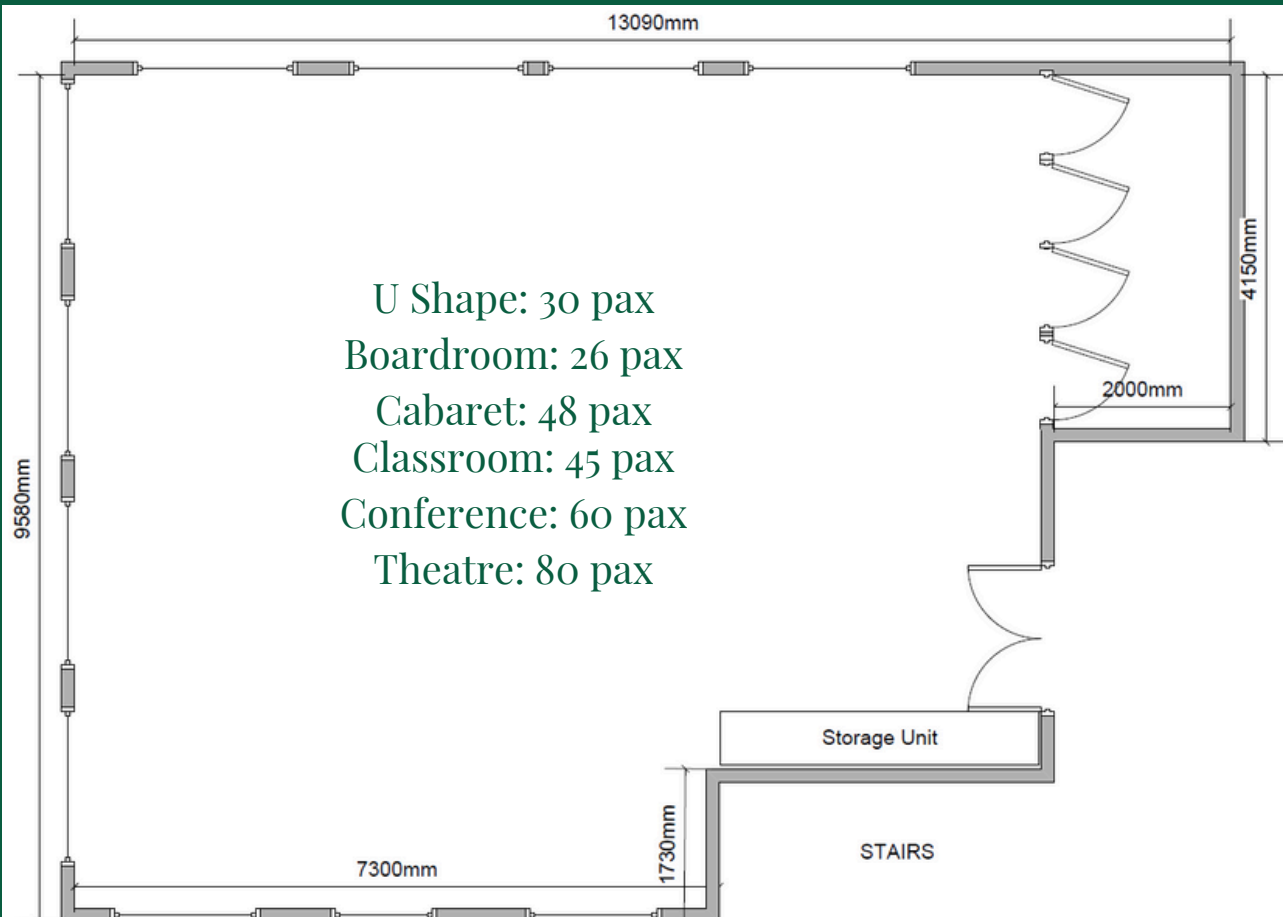 13090mm
4150mm
U Shape: 30 pax
Boardroom: 26 pax
2000mm
Cabaret: 48 pax
Classroom: 45 pax
9580mm
Conference: 60 pax
Theatre: 80 pax
Storage Unit
1730mm
STAIRS
7300mm